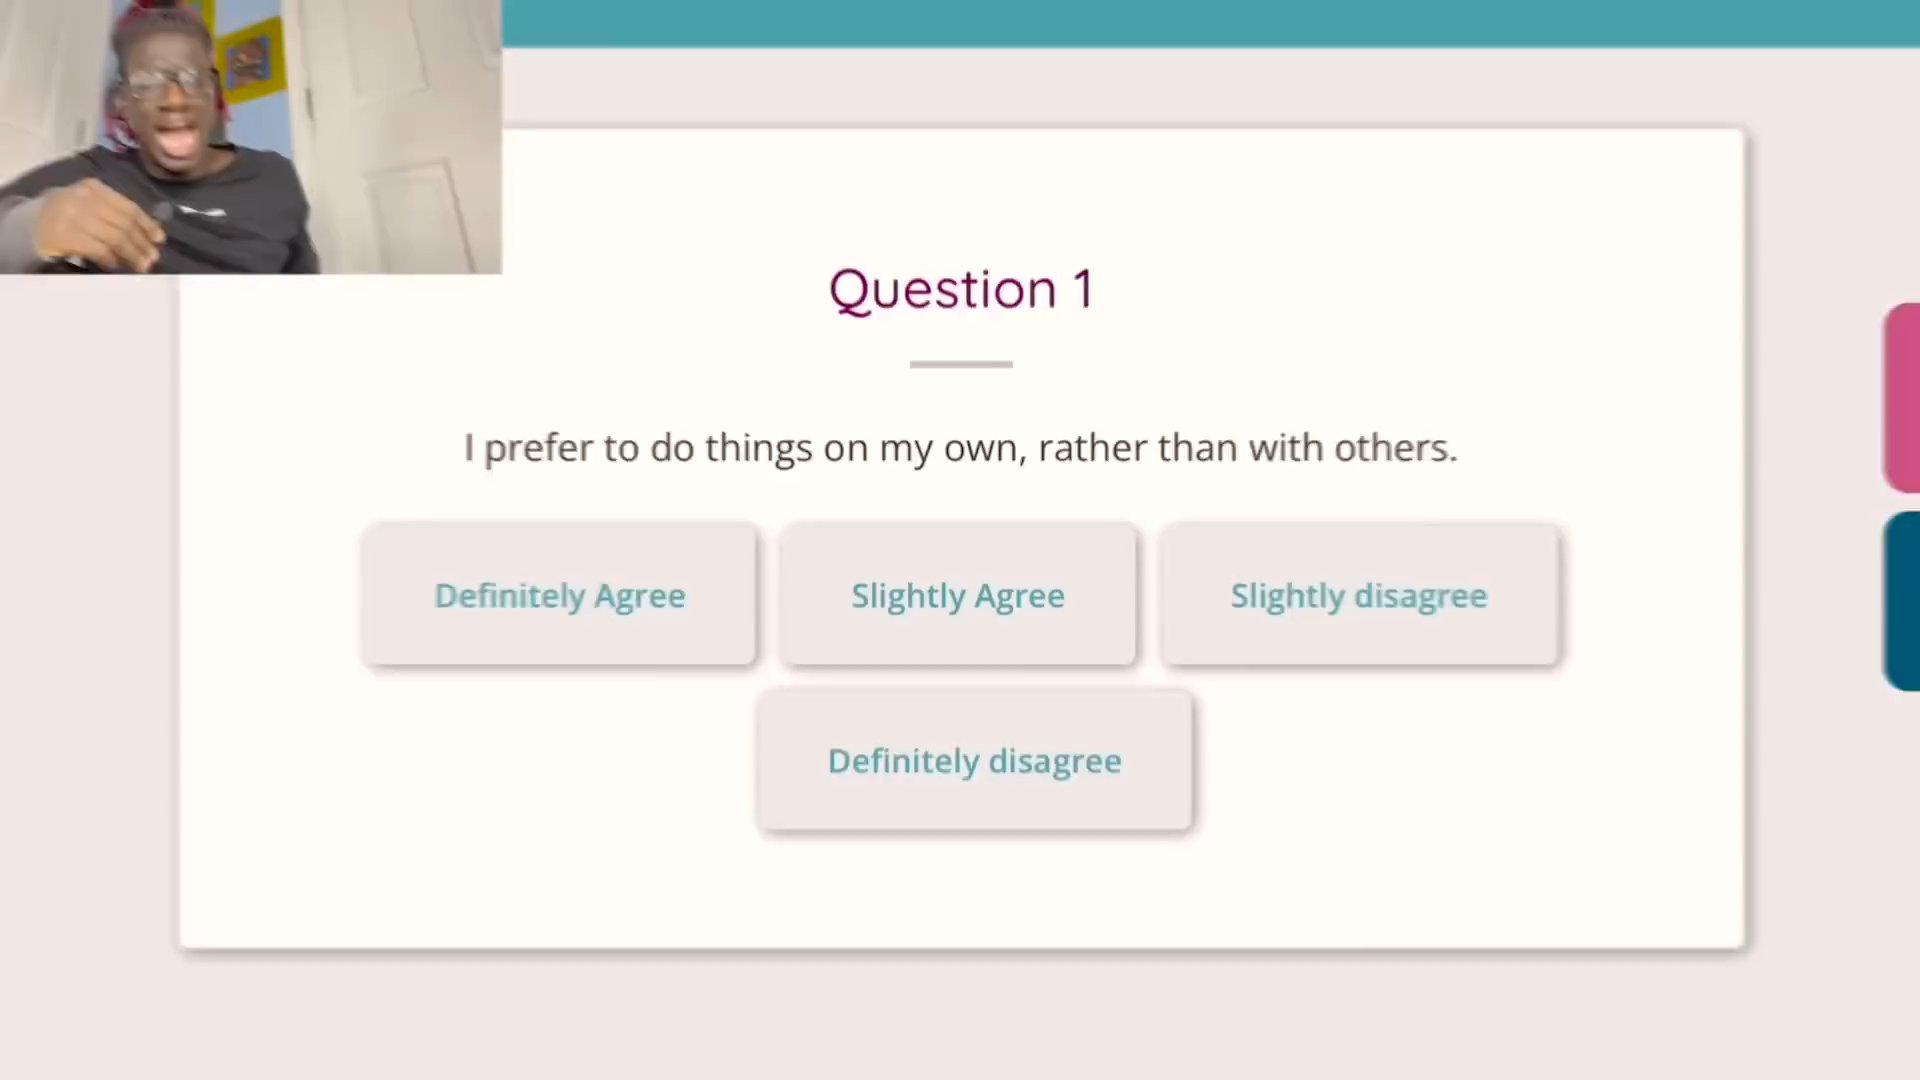 Question 1
I prefer to do things on my own, rather than with others.
Definitely Agree
Slightly Agree
Slightly disagree
Definitely disagree